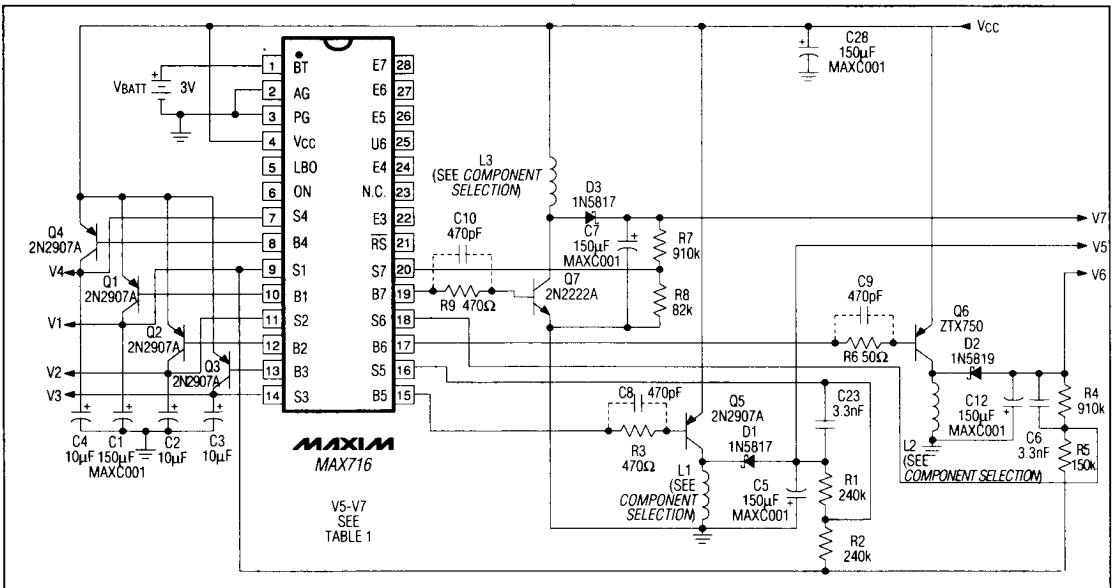 VCC
C28
150µF
MAXC001
VBATT
3V
1 BT
2 AG
3 PG
4 VCC
5 LBO
6 ON
7 S4
8 B4
9 S1
10 B1
11 S2
12 B2
13 B3
14 S3
E7 28
E6 27
E5 26
U6 25
E4 24
N.C. 23
E3 22
RS 21
S7 20
B7 19
S6 18
B6 17
S5 16
B5 15
MAXIM
MAX716
V5-V7
SEE
TABLE 1
Q4
2N2907A
V4
Q1
2N2907A
V1
Q2
2N2907A
V2
Q3
2N2907A
V3
C4
10µF
C1
150µF
MAXC001
C2
10µF
C3
10µF
L3
(SEE COMPONENT
SELECTION)
D3
1N5817
C10
470pF
C7
150µF
MAXC001
R7
910k
R8
82k
R9 470Ω
Q7
2N2222A
V7
V5
V6
C9
470pF
R6 50Ω
Q6
ZTX750
D2
1N5819
C12
150µF
MAXC001
C6
3.3nF
R4
910k
R5
150k
L2
(SEE
COMPONENT SELECTION)
C8 470pF
R3
470Ω
Q5
2N2907A
D1
1N5817
L1
(SEE
COMPONENT
SELECTION)
C5
150µF
MAXC001
C23
3.3nF
R1
240k
R2
240k